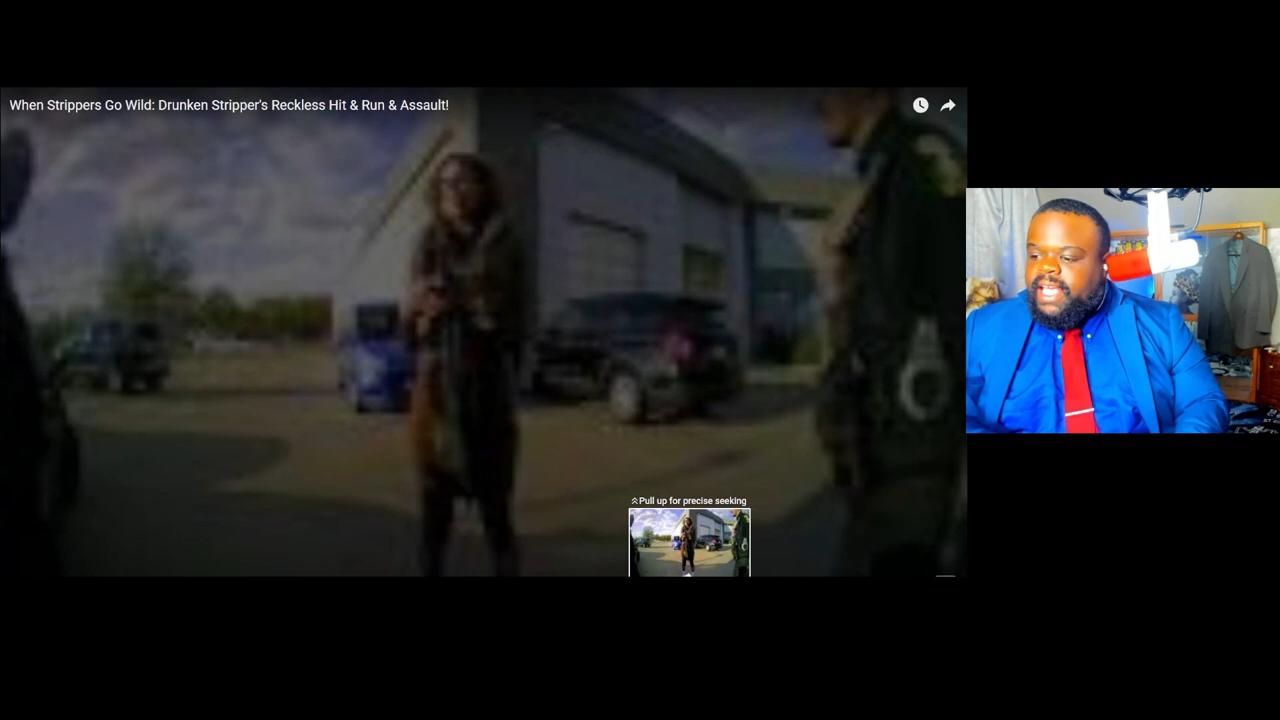 When Strippers Go Wild: Drunken Stripper's Reckless Hit & Run & Assault!
Pull up for precise seeking